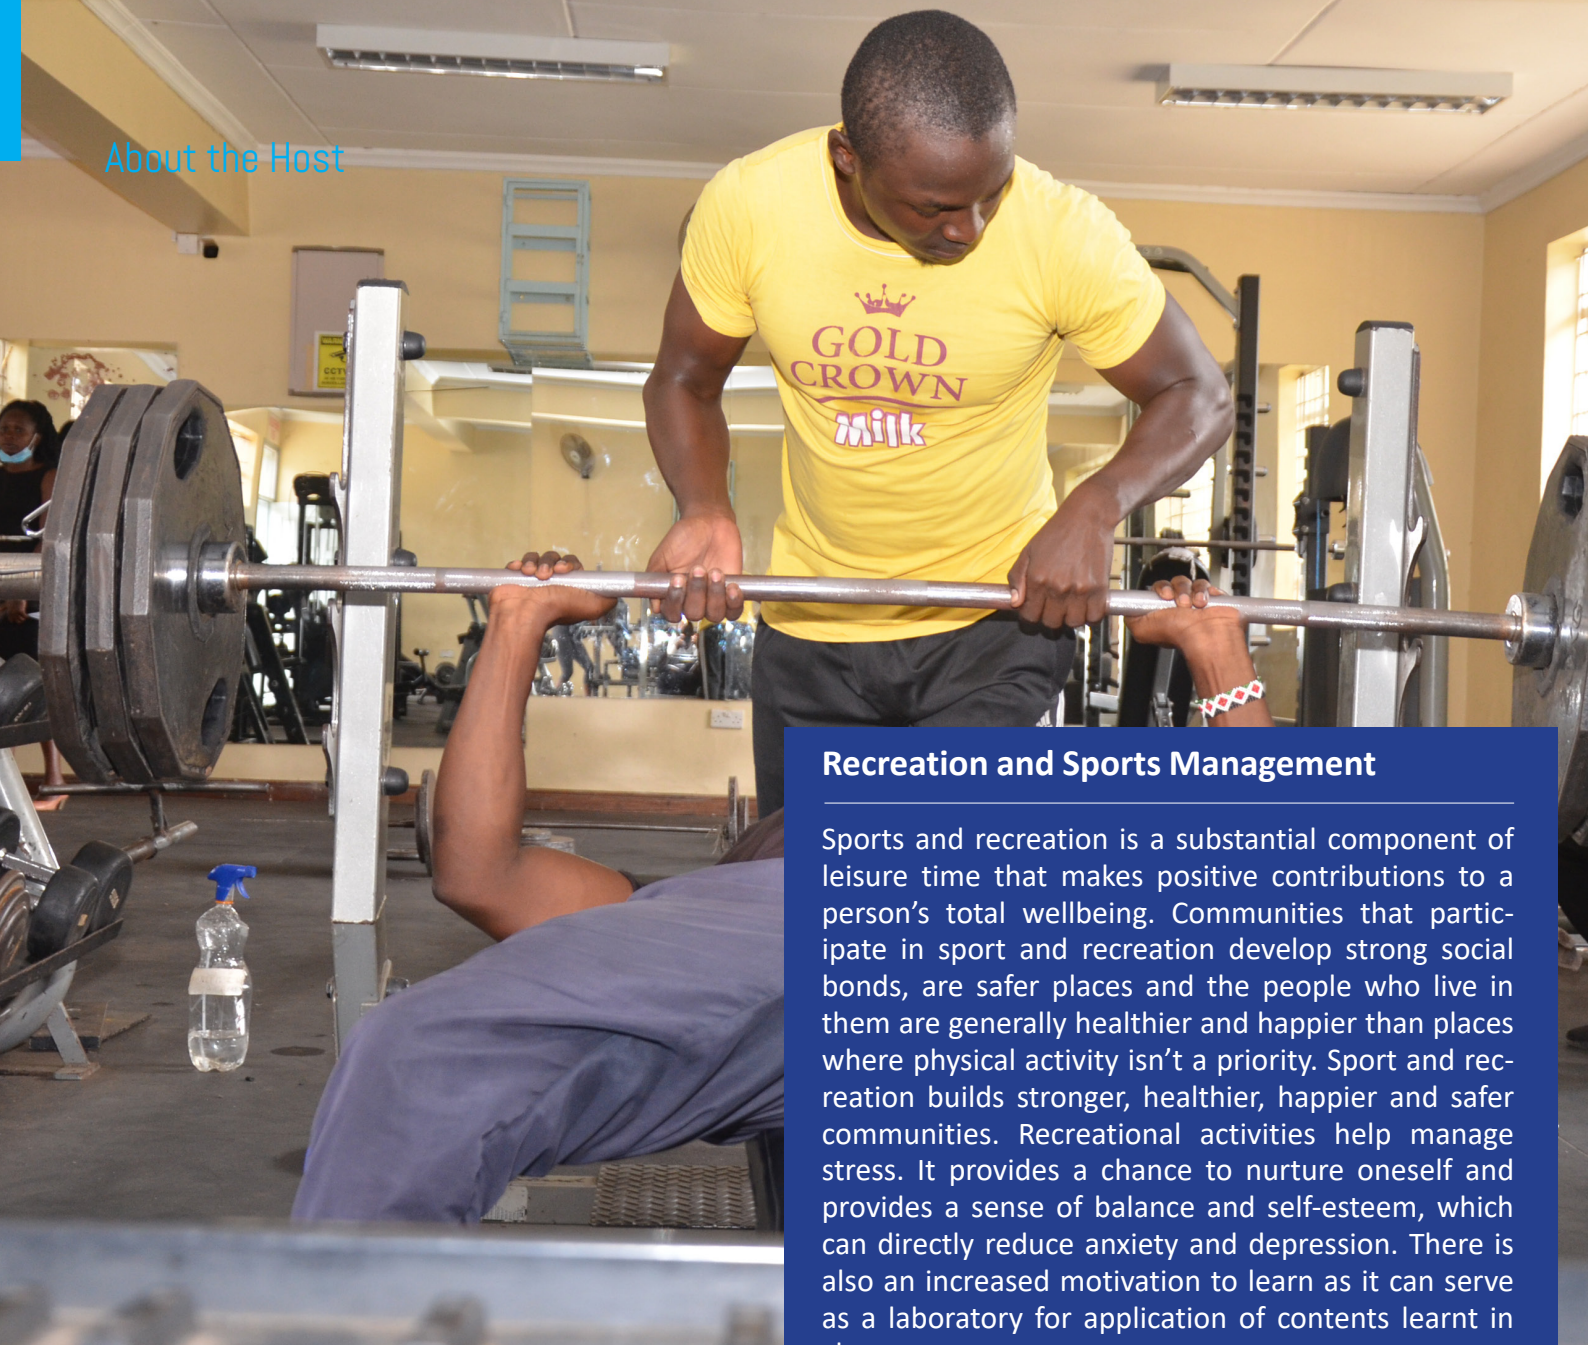 About the Host
GOLD
CROWN
Milk
CCTV
Recreation and Sports Management
Sports and recreation is a substantial component of
leisure time that makes positive contributions to a
person’s total wellbeing. Communities that partic-
ipate in sport and recreation develop strong social
bonds, are safer places and the people who live in
them are generally healthier and happier than places
where physical activity isn’t a priority. Sport and rec-
reation builds stronger, healthier, happier and safer
communities. Recreational activities help manage
stress. It provides a chance to nurture oneself and
provides a sense of balance and self-esteem, which
can directly reduce anxiety and depression. There is
also an increased motivation to learn as it can serve
as a laboratory for application of contents learnt in